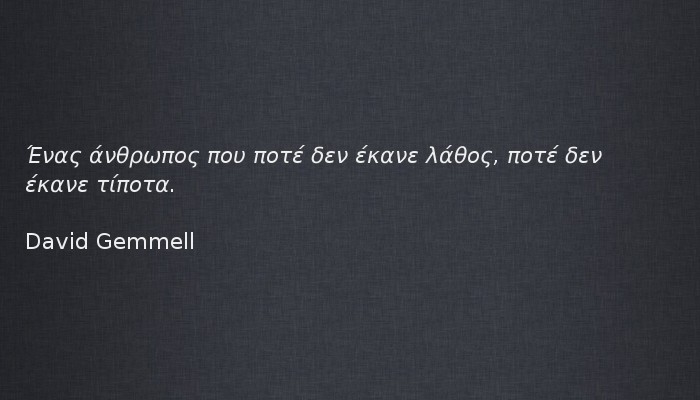 Ένας άνθρωπος που ποτέ δεν έκανε λάθος, ποτέ δεν
έκανε τίποτα.
David Gemmell